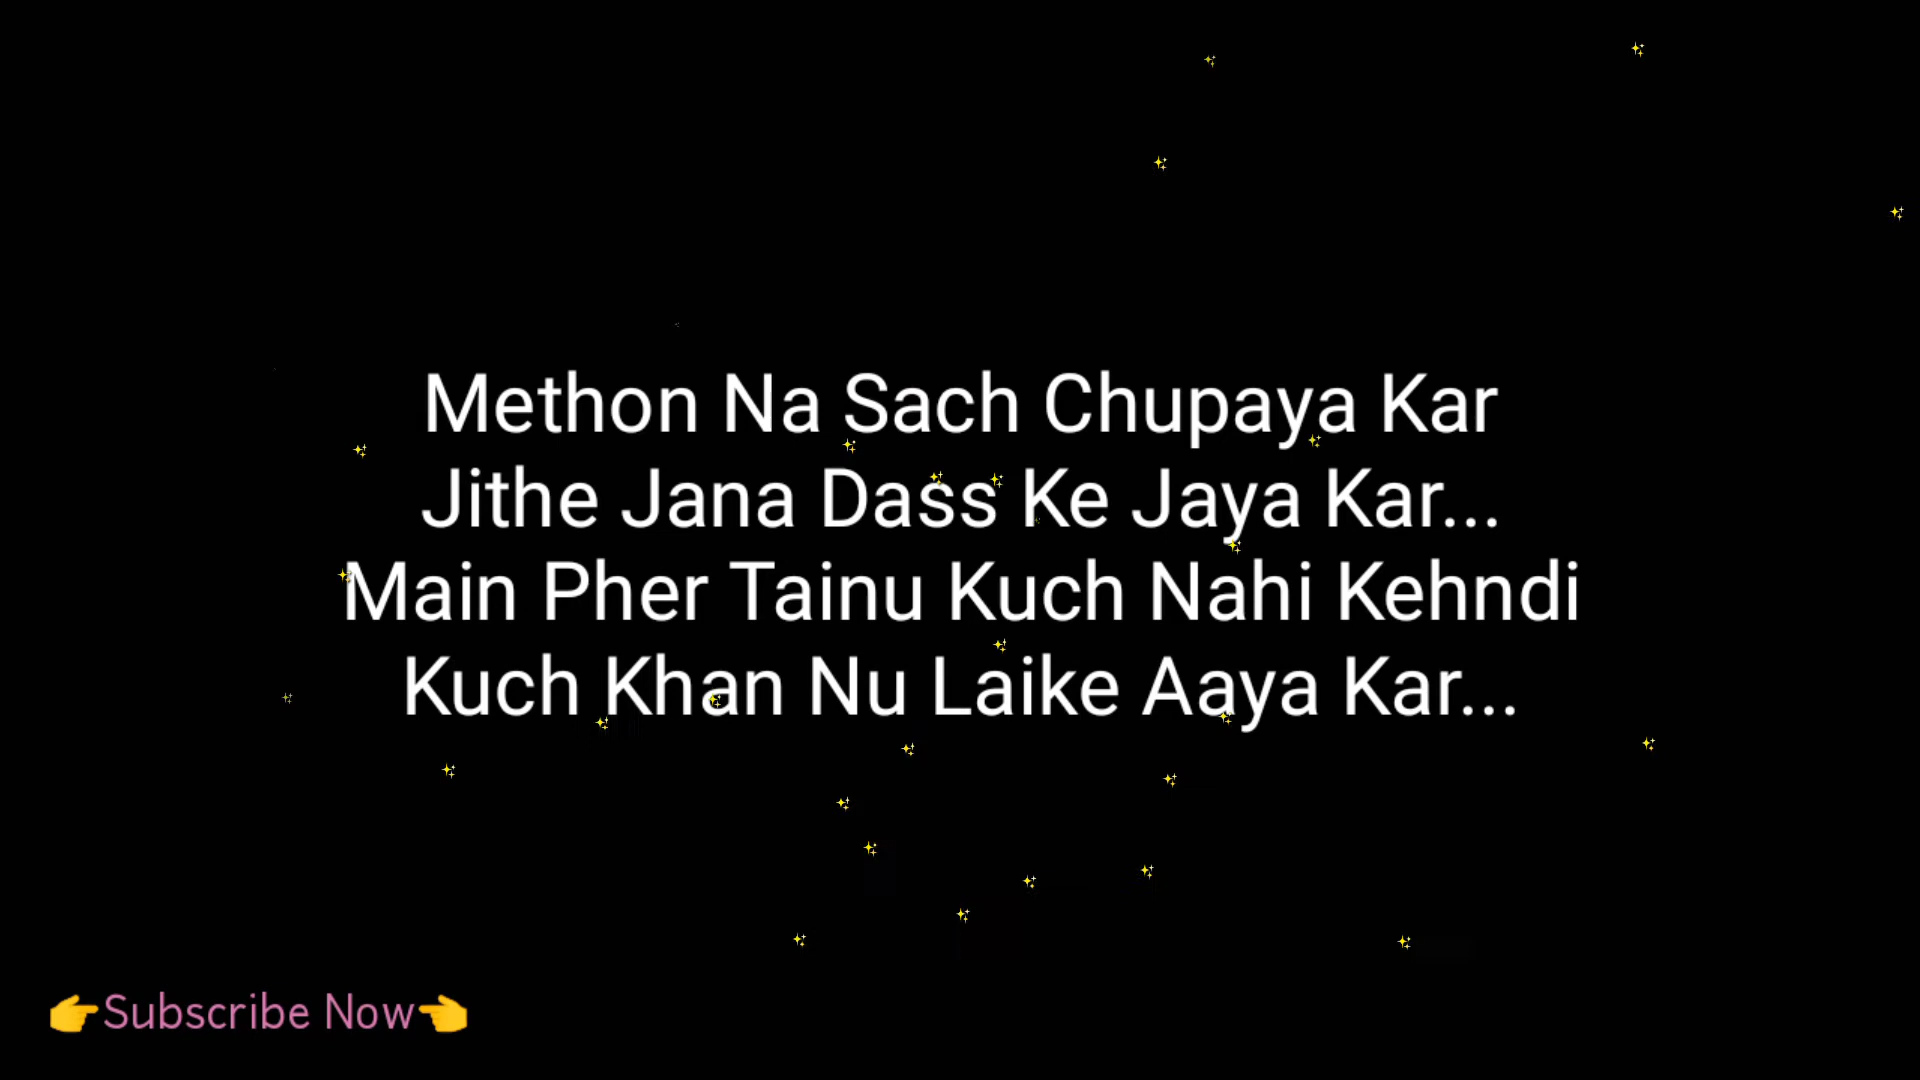 Methon Na Sach Chupaya Kar
Jithe Jana Dass Ke Jaya Kar...
Main Pher Tainu Kuch Nahi Kehndi
Kuch Khan Nu Laike Aaya Kar...
👉Subscribe Now👈